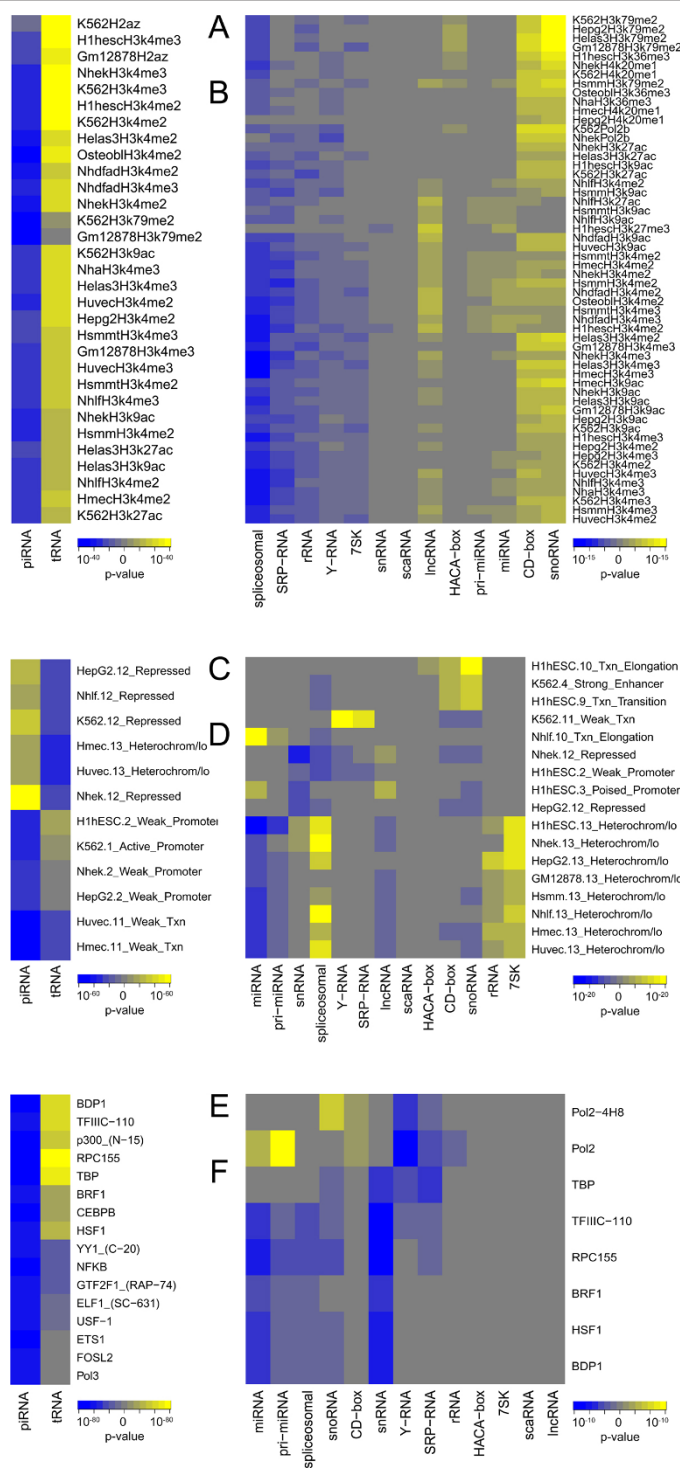 K562H2az
H1hescH3k4me3
Gm12878H2az
NhekH3k4me3
K562H3k4me3
H1hescH3k4me2
K562H3k4me2
Helas3H3k4me2
OsteoblH3k4me2
NhdfadH3k4me2
NhdfadH3k4me3
NhekH3k4me2
K562H3k79me2
Gm12878H3k79me2
K562H3k9ac
NhaH3k4me3
Helas3H3k4me3
HuvecH3k4me2
Hepg2H3k4me2
HsmmtH3k4me3
Gm12878H3k4me3
HuvecH3k4me3
HsmmtH3k4me2
NhlfH3k4me3
NhekH3k9ac
HsmmH3k4me2
Helas3H3k27ac
Helas3H3k9ac
NhlfH3k4me2
HmecH3k4me2
K562H3k27ac
piRNA
tRNA
10-40 0 10-40
p-value
A
B
K562H3k79me2
Hepg2H3k79me2
Helas3H3k79me2
Gm12878H3k79me2
H1hescH3k36me3
NhekH4k20me1
K562H4k20me1
HsmmH3k79me2
OsteoblH3k36me3
NhaH3k36me3
HmecH4k20me1
Hepg2H4k20me1
K562Pol2b
NhekPol2b
NhekH3k27ac
Helas3H3k27ac
H1hescH3k9ac
K562H3k27ac
NhlfH3k4me2
HsmmH3k9ac
NhlfH3k27ac
HsmmtH3k9ac
NhlfH3k9ac
H1hescH3k27me3
NhdfadH3k9ac
HuvecH3k9ac
HsmmtH3k4me2
HmecH3k4me2
NhekH3k4me2
HsmmH3k4me2
NhdfadH3k4me2
OsteoblH3k4me2
HsmmtH3k4me3
NhdfadH3k4me3
H1hescH3k4me2
Helas3H3k4me2
Gm12878H3k4me3
NhekH3k4me3
Helas3H3k4me3
HmecH3k4me3
HmecH3k9ac
NhekH3k9ac
Helas3H3k9ac
Gm12878H3k9ac
Hepg2H3k9ac
K562H3k9ac
H1hescH3k4me3
Hepg2H3k4me2
Hepg2H3k4me3
K562H3k4me2
HuvecH3k4me3
NhlfH3k4me3
NhaH3k4me3
K562H3k4me3
HsmmH3k4me3
HuvecH3k4me2
spliceosomal
SRP-RNA
rRNA
Y-RNA
7SK
snRNA
scaRNA
lncRNA
HACA-box
pri-miRNA
miRNA
CD-box
snoRNA
10-15 0 10-15
p-value
HepG2.12_Repressed
Nhlf.12_Repressed
K562.12_Repressed
Hmec.13_Heterochrom/lo
Huvec.13_Heterochrom/lo
Nhek.12_Repressed
H1hESC.2_Weak_Promoter
K562.1_Active_Promoter
Nhek.2_Weak_Promoter
HepG2.2_Weak_Promoter
Huvec.11_Weak_Txn
Hmec.11_Weak_Txn
piRNA
tRNA
10-60 0 10-60
p-value
C
D
H1hESC.10_Txn_Elongation
K562.4_Strong_Enhancer
H1hESC.9_Txn_Transition
K562.11_Weak_Txn
Nhlf.10_Txn_Elongation
Nhek.12_Repressed
H1hESC.2_Weak_Promoter
H1hESC.3_Poised_Promoter
HepG2.12_Repressed
H1hESC.13_Heterochrom/lo
Nhek.13_Heterochrom/lo
HepG2.13_Heterochrom/lo
GM12878.13_Heterochrom/lo
Hsmm.13_Heterochrom/lo
Nhlf.13_Heterochrom/lo
Hmec.13_Heterochrom/lo
Huvec.13_Heterochrom/lo
miRNA
pri-miRNA
snRNA
spliceosomal
Y-RNA
SRP-RNA
lncRNA
scaRNA
HACA-box
CD-box
snoRNA
rRNA
7SK
10-20 0 10-20
p-value
BDP1
TFIIIC-110
p300_(N-15)
RPC155
TBP
BRF1
CEBPB
HSF1
YY1_(C-20)
NFKB
GTF2F1_(RAP-74)
ELF1_(SC-631)
USF-1
ETS1
FOSL2
Pol3
piRNA
tRNA
10-80 0 10-80
p-value
E
F
Pol2-4H8
Pol2
TBP
TFIIIC-110
RPC155
BRF1
HSF1
BDP1
miRNA
pri-miRNA
spliceosomal
snoRNA
CD-box
snRNA
Y-RNA
SRP-RNA
rRNA
HACA-box
7SK
scaRNA
lncRNA
10-10 0 10-10
p-value